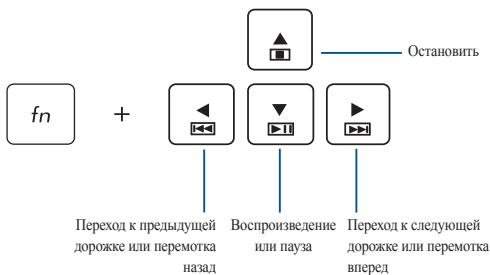 Остановить
fn
+
Переход к предыдущей
дорожке или перемотка
назад
Воспроизведение
или пауза
Переход к следующей
дорожке или перемотка
вперед